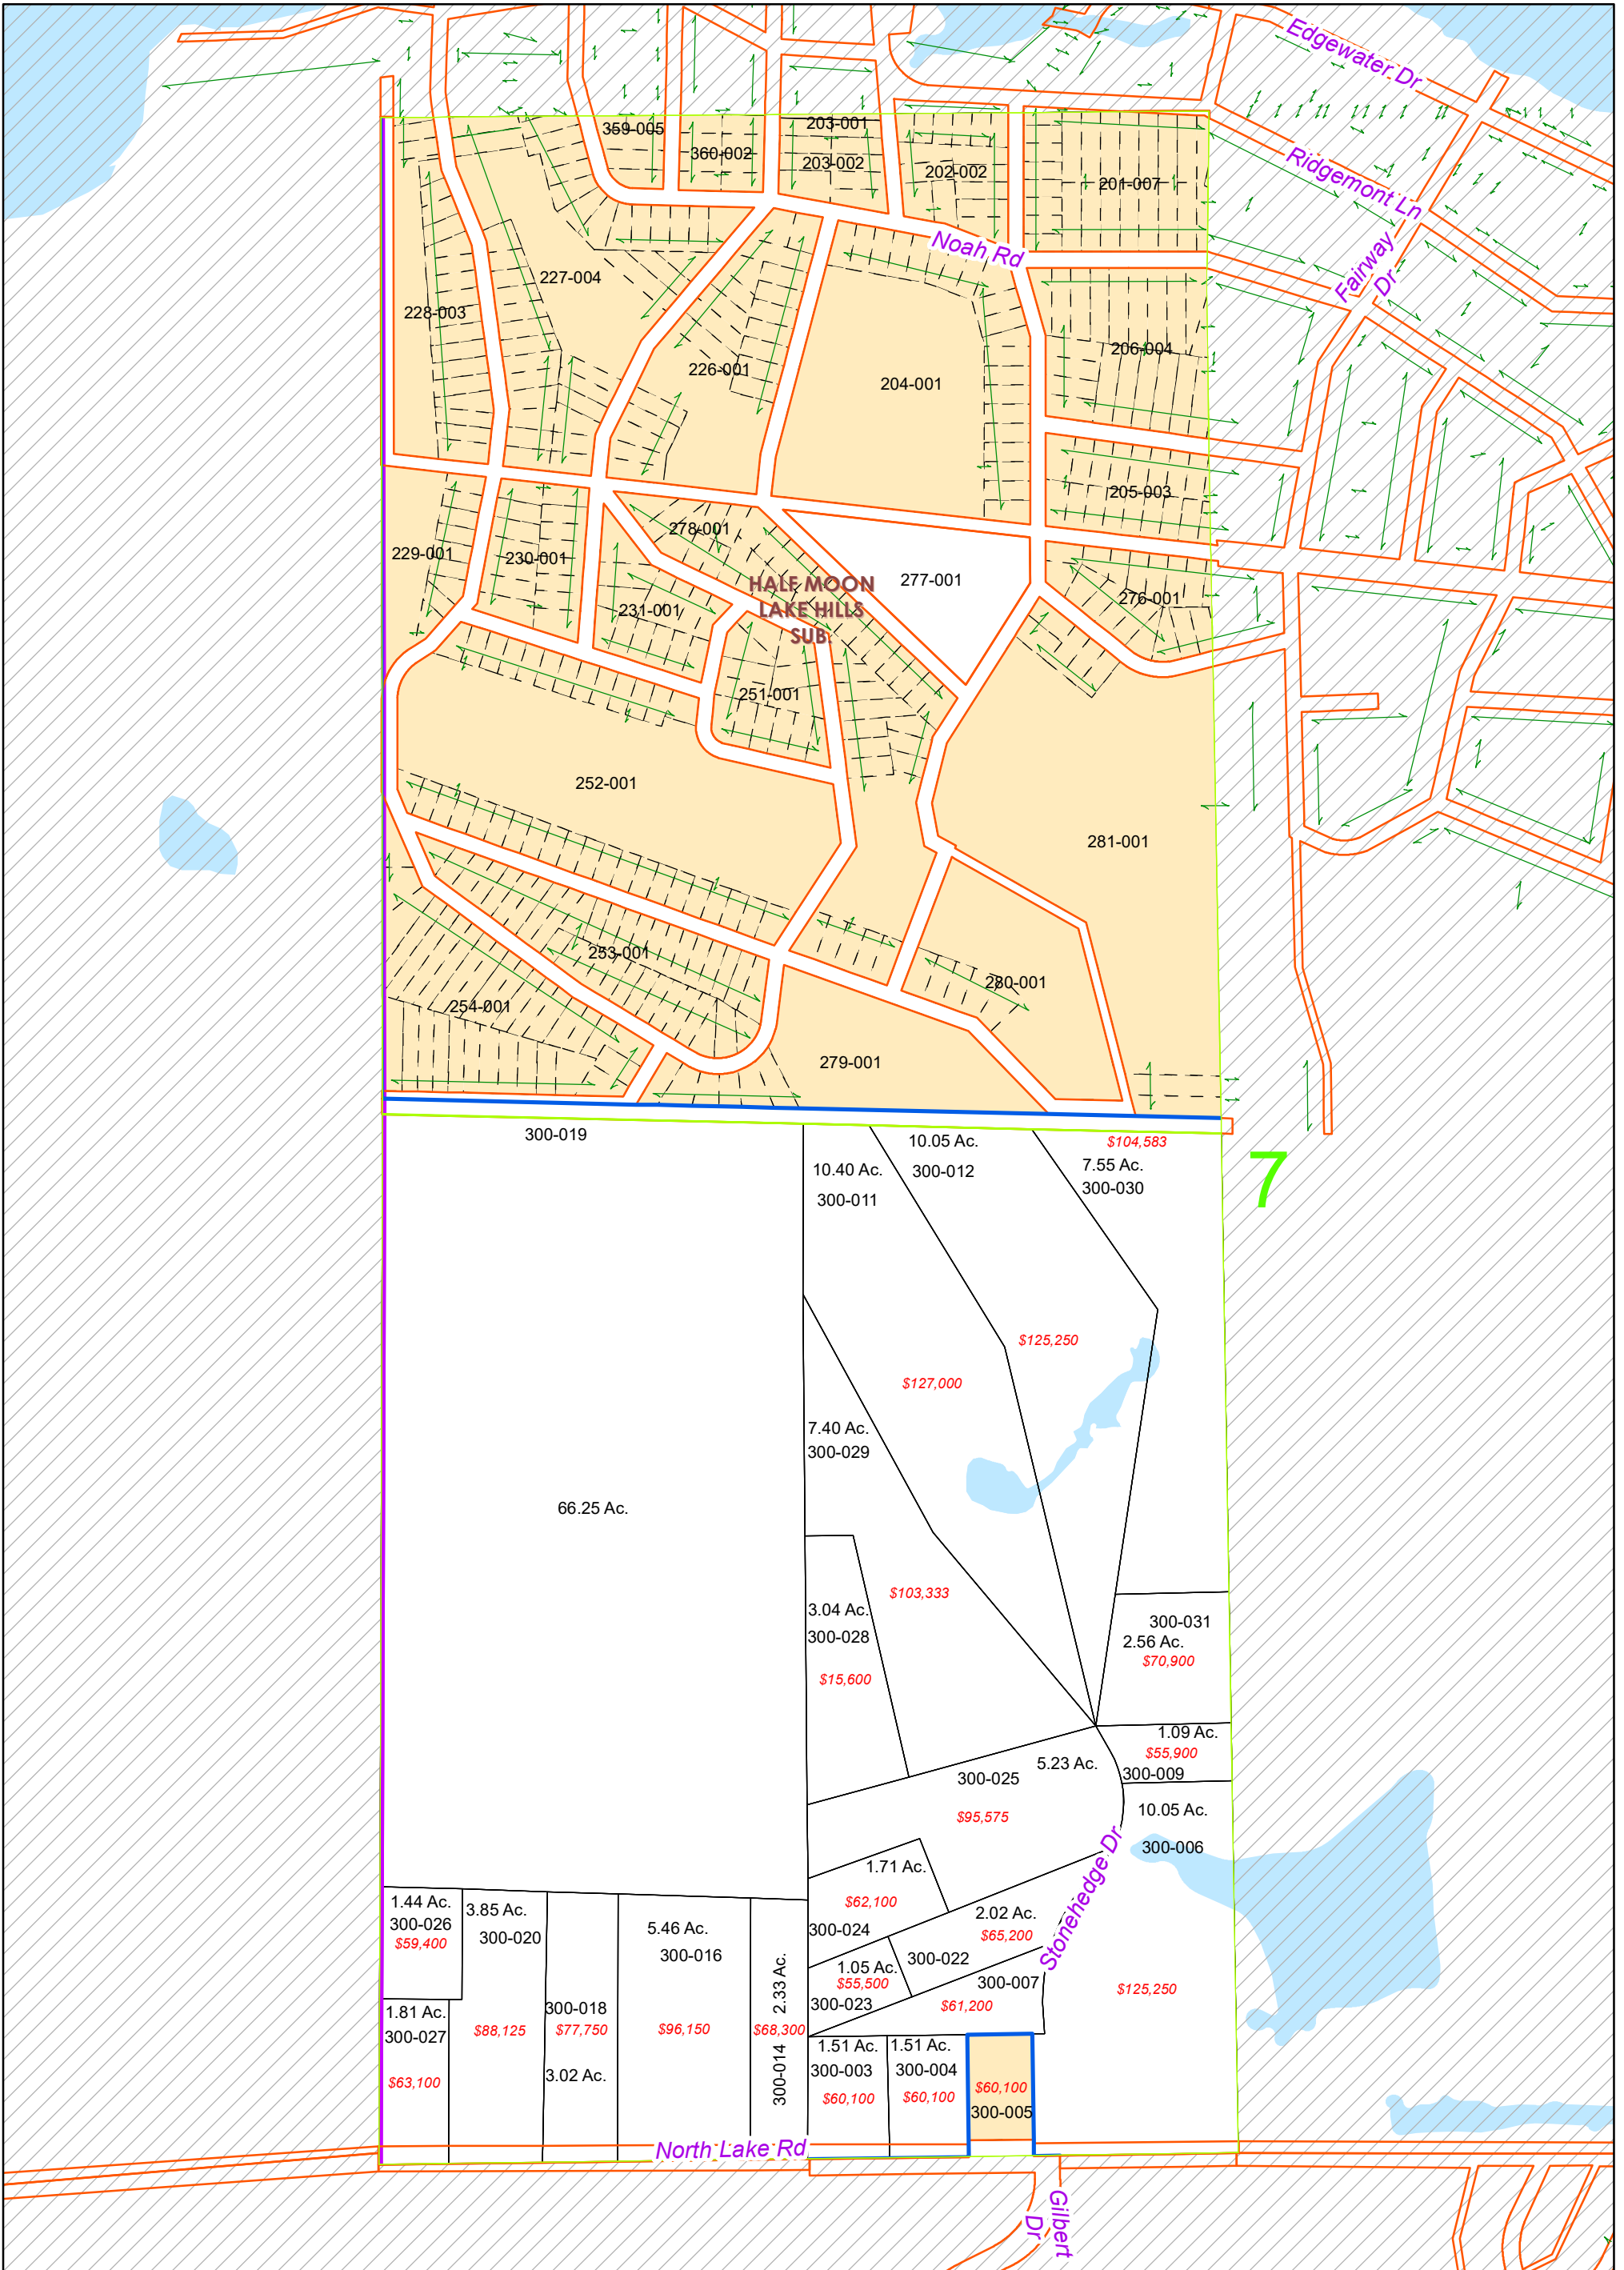 Edgewater Dr
359-005
203-001
360-002
203-002
202-002
201-007
Ridgemont Ln
Noah Rd
Fairway
Dr
227-004
228-003
226-001
204-001
206-004
205-003
278-001
229-001
230-001
277-001
HALF MOON
LAKE HILLS
SUB.
231-001
276-001
251-001
252-001
281-001
253-001
254-001
280-001
279-001
300-019
10.05 Ac.
$104,583
10.40 Ac.
300-012
7.55 Ac.
300-011
300-030
7
$125,250
$127,000
7.40 Ac.
300-029
66.25 Ac.
$103,333
3.04 Ac.
300-028
300-031
2.56 Ac.
$15,600
$70,900
1.09 Ac.
5.23 Ac.
$55,900
300-025
300-009
$95,575
10.05 Ac.
300-006
Stonehedge Dr
1.71 Ac.
$62,100
300-024
1.44 Ac.
300-026
$59,400
3.85 Ac.
300-020
5.46 Ac.
300-016
2.02 Ac.
$65,200
300-022
1.05 Ac.
$55,500
300-023
300-007
$61,200
$125,250
2.33 Ac.
$68,300
300-014
1.81 Ac.
300-027
$63,100
$88,125
300-018
$77,750
3.02 Ac.
$96,150
1.51 Ac.
300-003
$60,100
1.51 Ac.
300-004
$60,100
$60,100
300-005
North Lake Rd
Gilbert
Dr